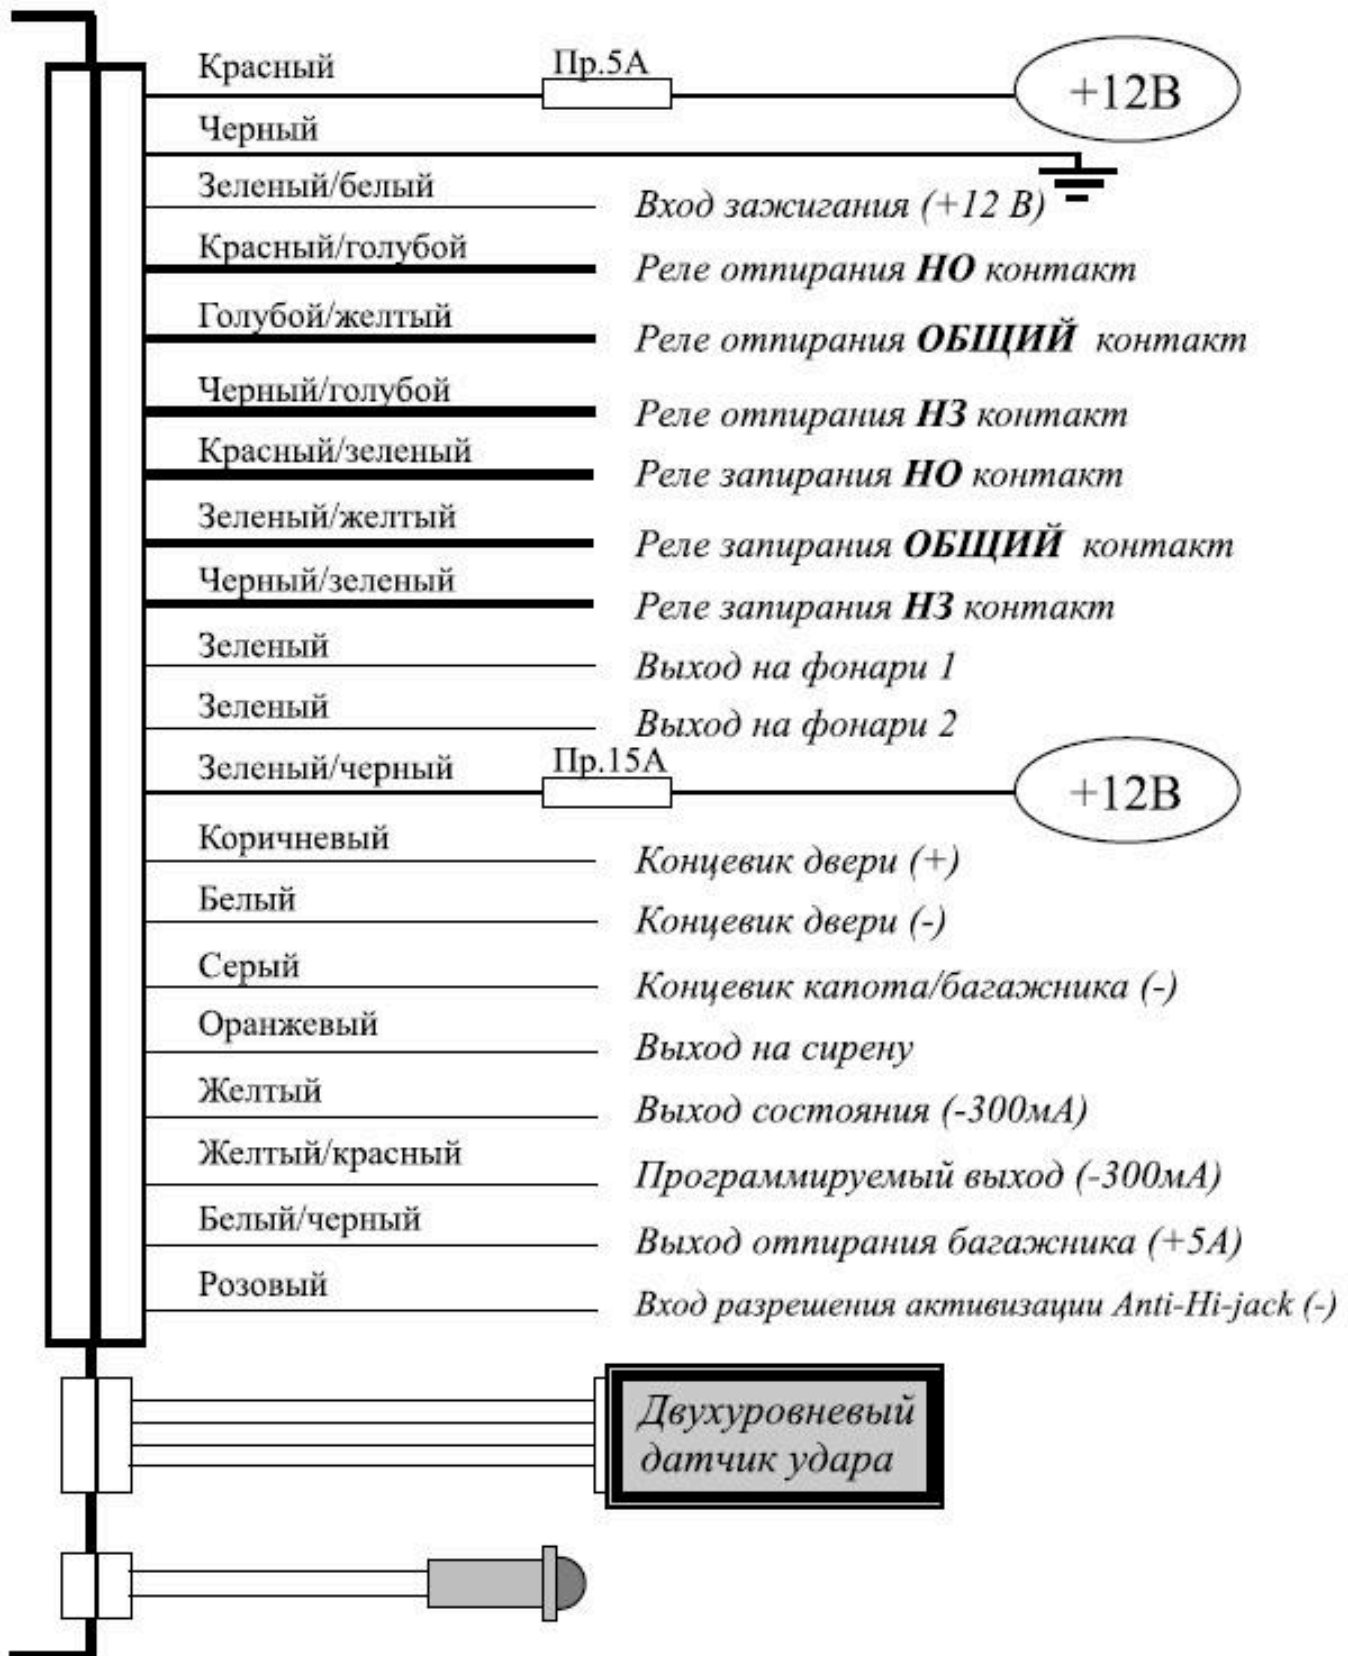 Красный
Пр.5А
+12В
Черный
Зеленый/белый
Вход зажигания (+12 В)
Красный/голубой
Реле отпирания НО контакт
Голубой/желтый
Реле отпирания ОБЩИЙ контакт
Черный/голубой
Реле отпирания НЗ контакт
Красный/зеленый
Реле запирания НО контакт
Зеленый/желтый
Реле запирания ОБЩИЙ контакт
Черный/зеленый
Реле запирания НЗ контакт
Зеленый
Выход на фонари 1
Зеленый
Выход на фонари 2
Зеленый/черный
Пр.15А
+12В
Коричневый
Концевик двери (+)
Белый
Концевик двери (-)
Серый
Концевик капота/багажника (-)
Оранжевый
Выход на сирену
Желтый
Выход состояния (-300мА)
Желтый/красный
Программируемый выход (-300мА)
Белый/черный
Выход отпирания багажника (+5А)
Розовый
Вход разрешения активизации Anti-Hi-jack (-)
Двухуровневый
датчик удара